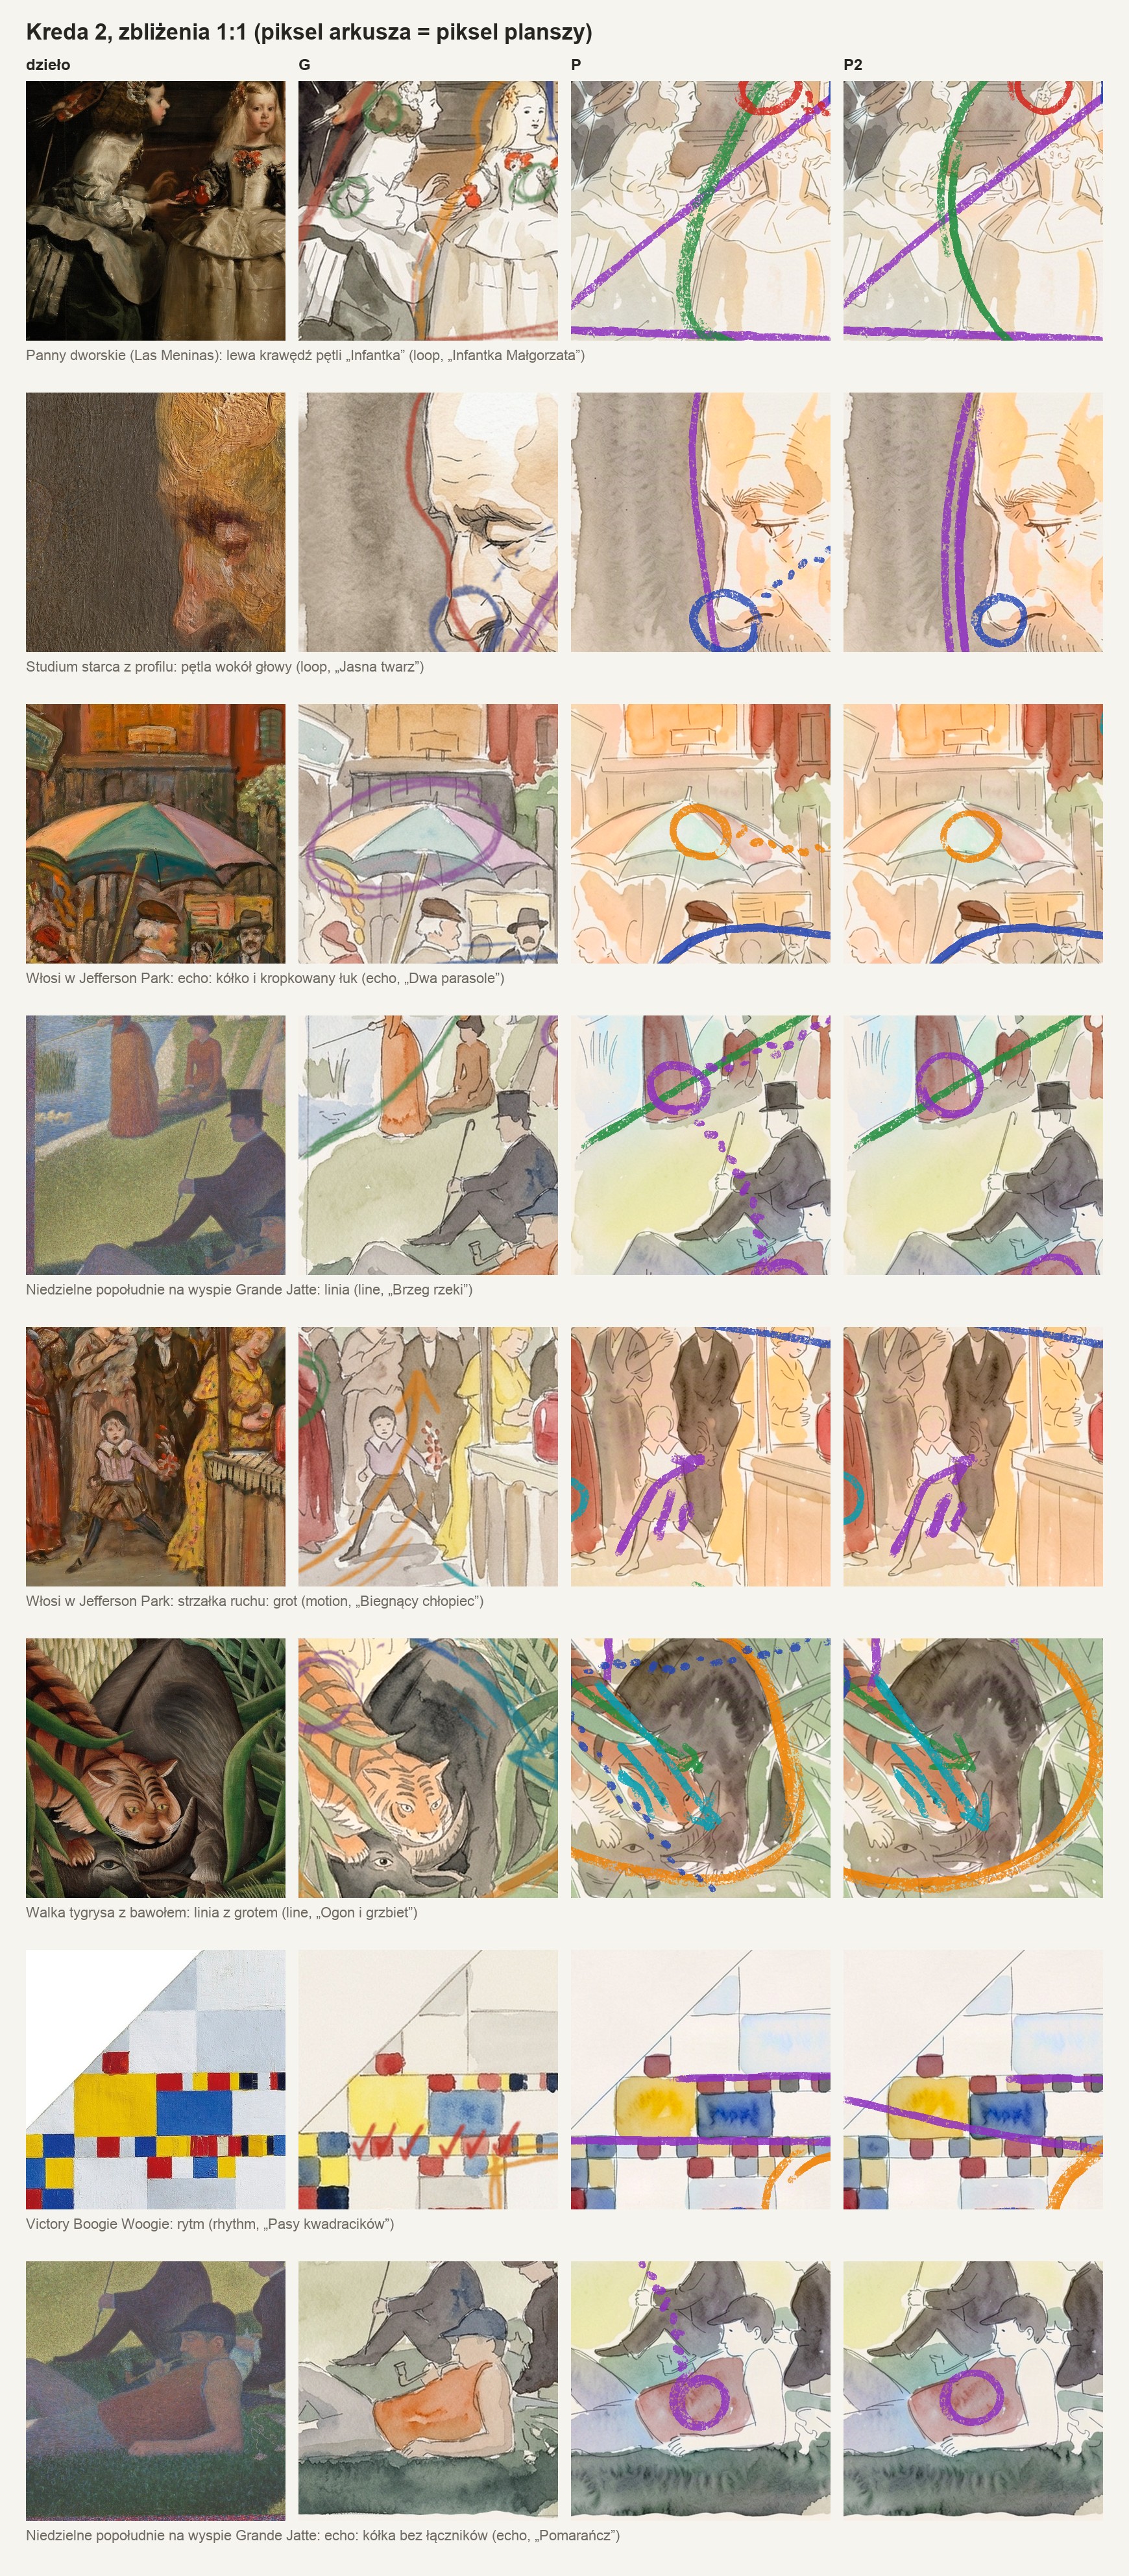 Kreda 2, zbliżenia 1:1 (piksel arkusza = piksel planszy)
dzieło G P P2
Panny dworskie (Las Meninas): lewa krawędź pętli „Infantka” (loop, „Infantka Małgorzata”)
Studium starca z profilu: pętla wokół głowy (loop, „Jasna twarz”)
Włosi w Jefferson Park: echo: kółko i kropkowany łuk (echo, „Dwa parasole”)
Niedzielne popołudnie na wyspie Grande Jatte: linia (line, „Brzeg rzeki”)
Włosi w Jefferson Park: strzałka ruchu: grot (motion, „Biegnący chłopiec”)
Walka tygrysa z bawołem: linia z grotem (line, „Ogon i grzbiet”)
Victory Boogie Woogie: rytm (rhythm, „Pasy kwadracików”)
Niedzielne popołudnie na wyspie Grande Jatte: echo: kółka bez łączników (echo, „Pomarańcz”)